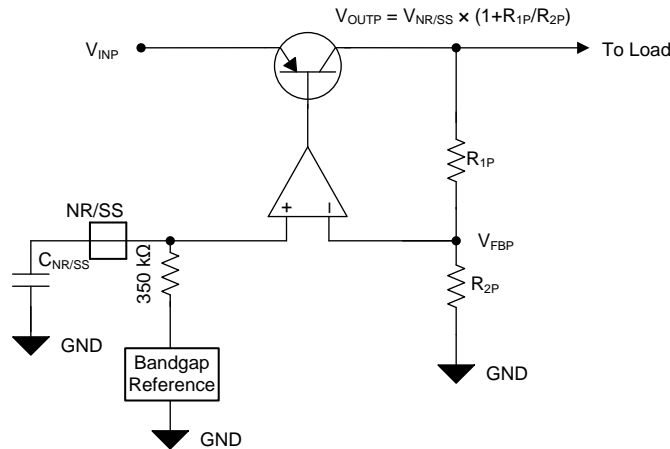 V_OUTP = V_NR/SS × (1+R_1P/R_2P)
V_INP
To Load
R_1P
+
–
NR/SS
V_FBP
C_NR/SS
350 kΩ
R_2P
GND
Bandgap
Reference
GND
GND